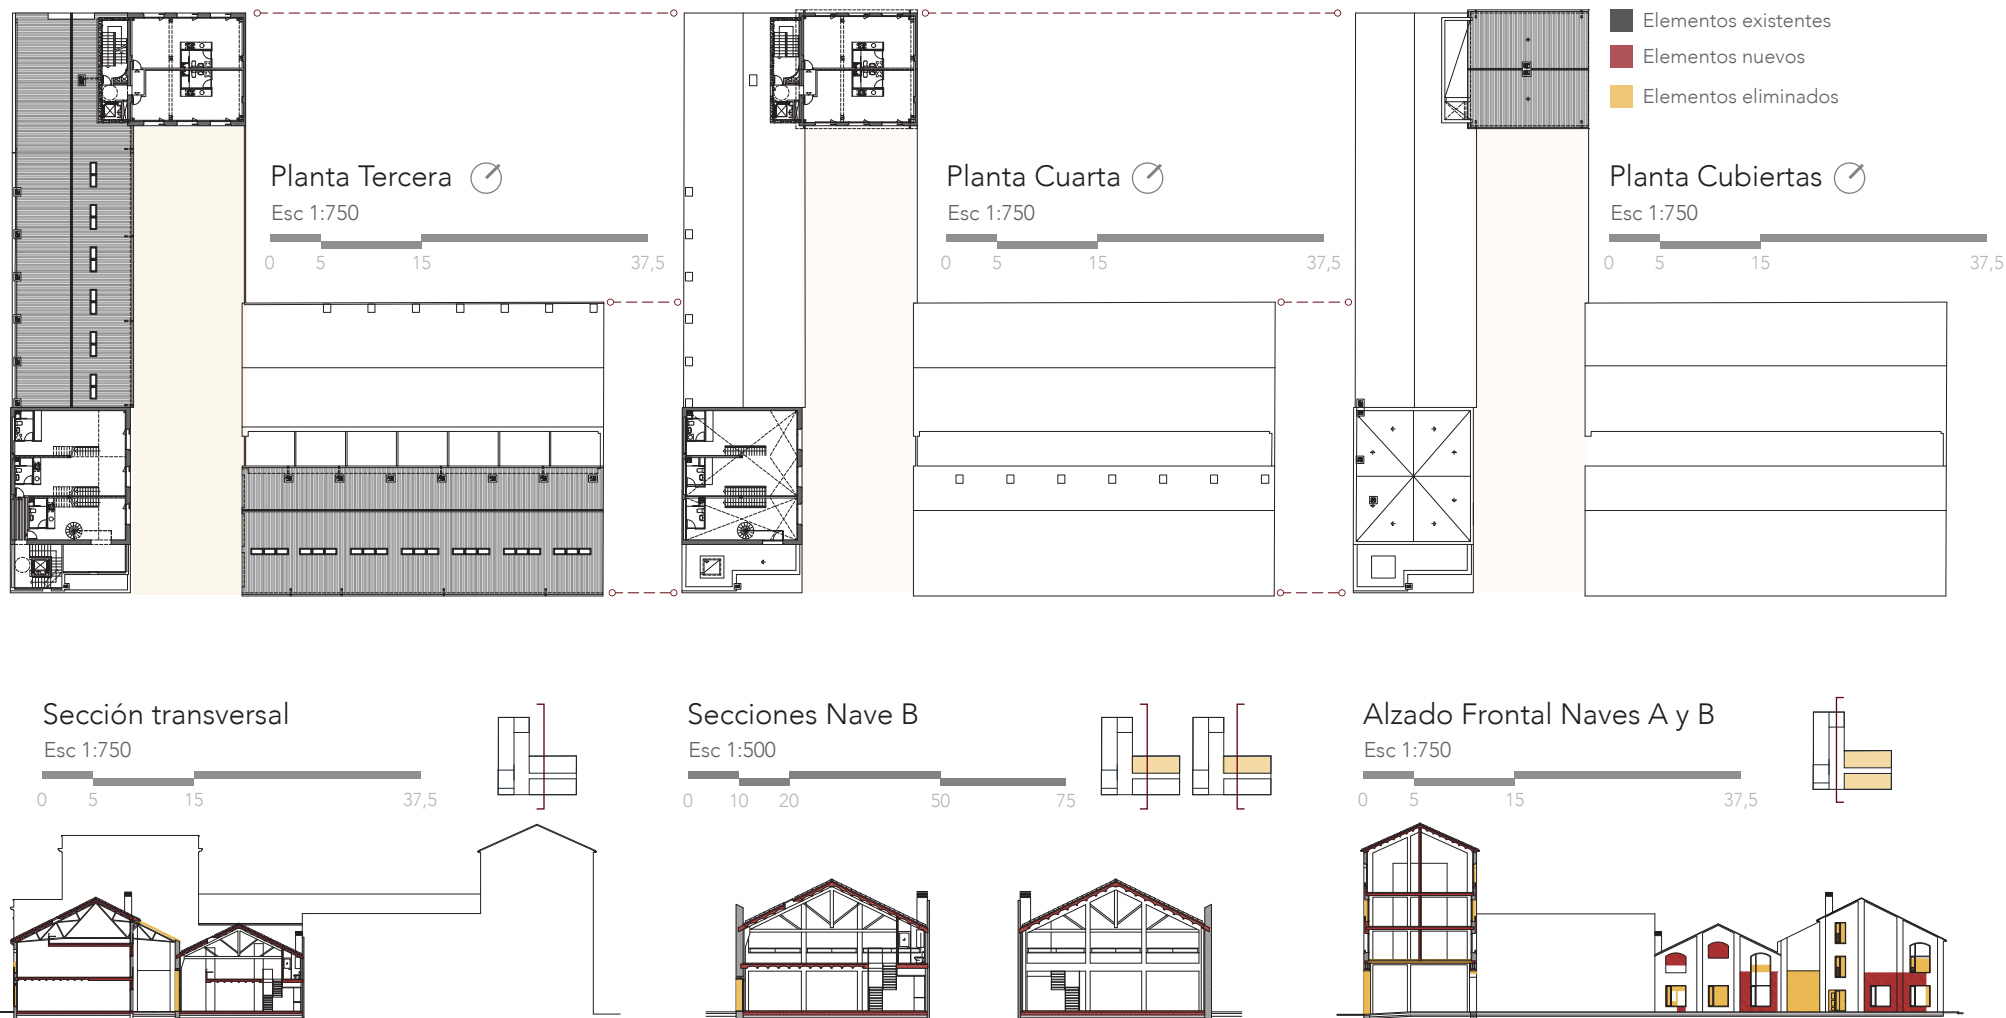 Elementos existentes
Elementos nuevos
Elementos eliminados
Planta Tercera
Esc 1:750
0 5 15 37,5
Planta Cuarta
Esc 1:750
0 5 15 37,5
Planta Cubiertas
Esc 1:750
0 5 15 37,5
Sección transversal
Esc 1:750
0 5 15 37,5
Secciones Nave B
Esc 1:500
0 10 20 50 75
Alzado Frontal Naves A y B
Esc 1:750
0 5 15 37,5